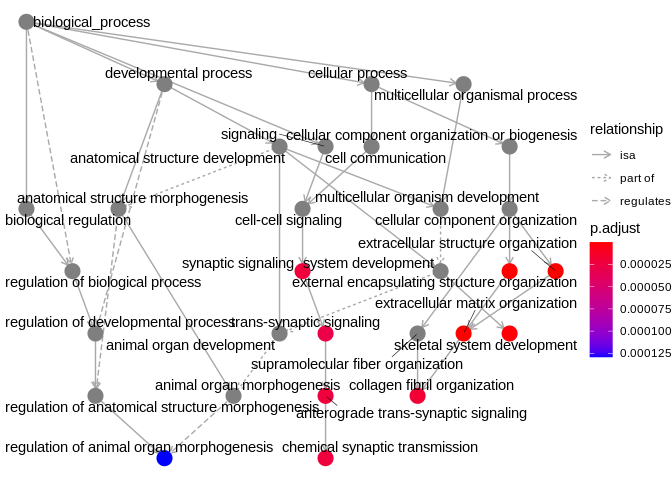 biological_process
developmental process
cellular process
multicellular organismal process
signaling
cellular component organization or biogenesis
anatomical structure development
cell communication
anatomical structure morphogenesis
multicellular organism development
biological regulation
cell-cell signaling
cellular component organization
extracellular structure organization
synaptic signaling
system development
regulation of biological process
external encapsulating structure organization
extracellular matrix organization
regulation of developmental process
trans-synaptic signaling
animal organ development
skeletal system development
supramolecular fiber organization
animal organ morphogenesis
collagen fibril organization
regulation of anatomical structure morphogenesis
anterograde trans-synaptic signaling
regulation of animal organ morphogenesis
chemical synaptic transmission
relationship
isa
part of
regulates
p.adjust
0.000025
0.000050
0.000075
0.000100
0.000125